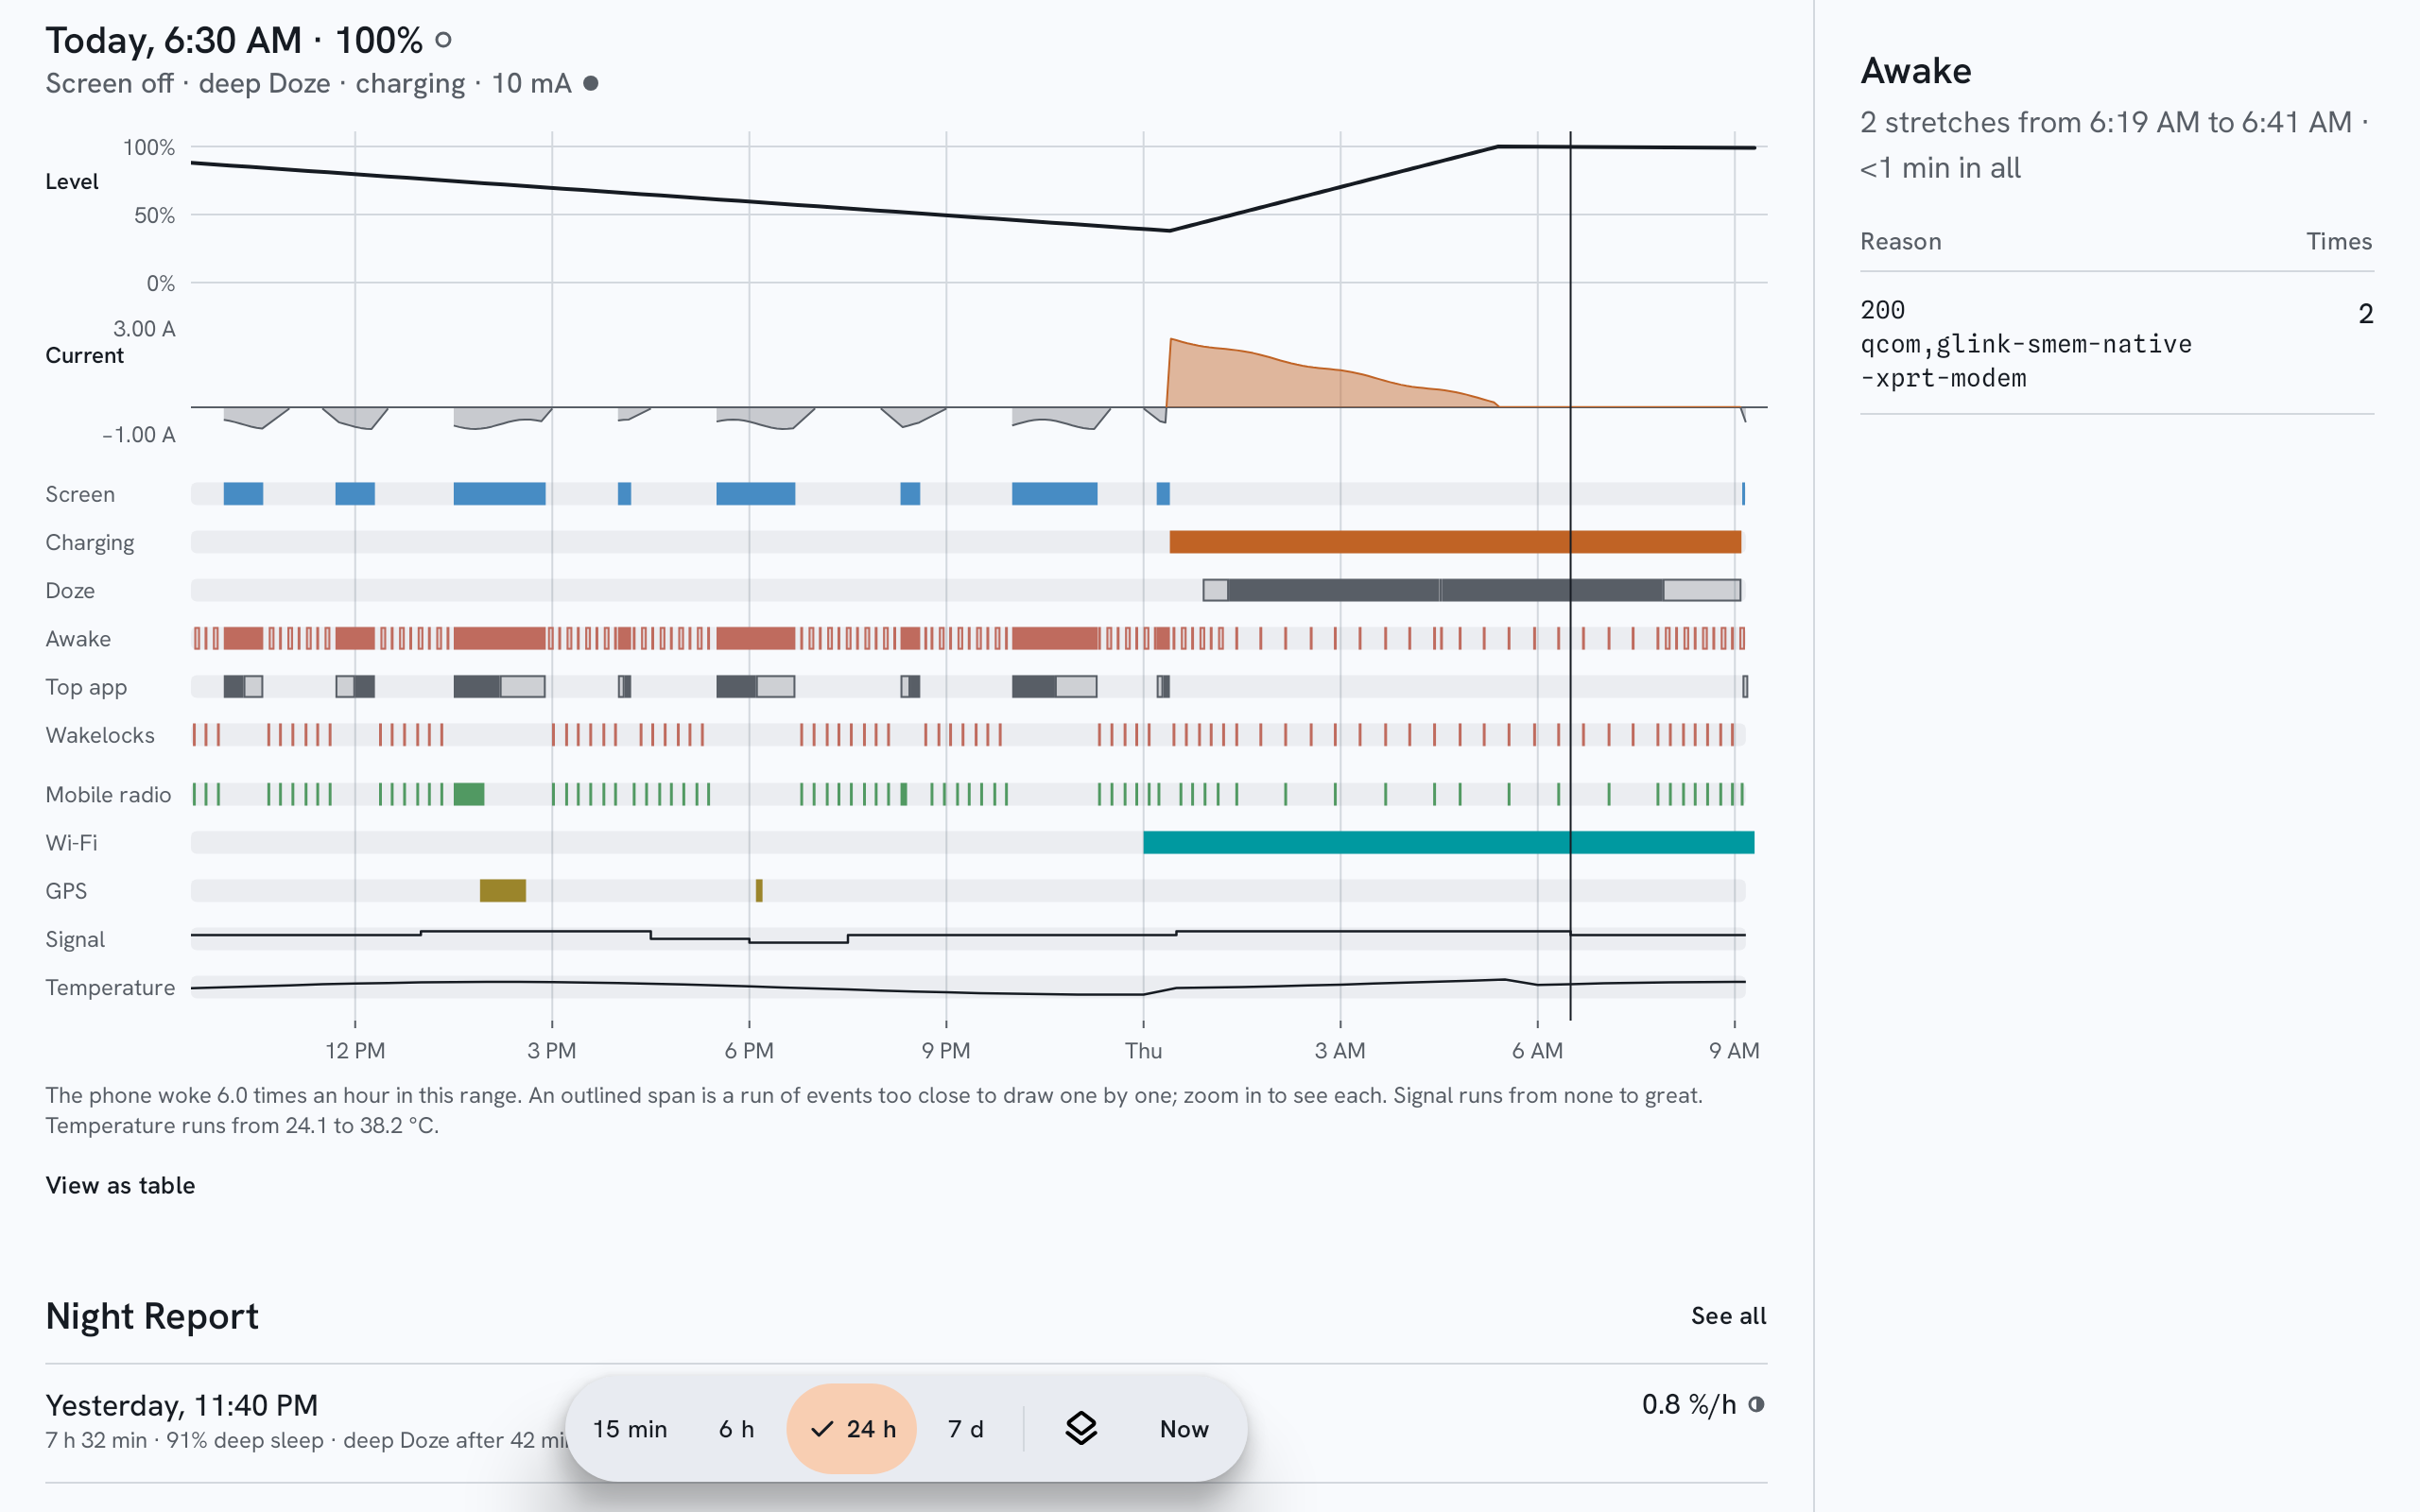 Today, 6:30 AM · 100%
Screen off · deep Doze · charging · 10 mA
100%
Level
50%
0%
3.00 A
Current
−1.00 A
Screen
Charging
Doze
Awake
Top app
Wakelocks
Mobile radio
Wi-Fi
GPS
Signal
Temperature
12 PM 3 PM 6 PM 9 PM Thu 3 AM 6 AM 9 AM
The phone woke 6.0 times an hour in this range. An outlined span is a run of events too close to draw one by one; zoom in to see each. Signal runs from none to great.
Temperature runs from 24.1 to 38.2 °C.
View as table
Night Report See all
Yesterday, 11:40 PM 0.8 %/h
7 h 32 min · 91% deep sleep · deep Doze after 42
15 min 6 h 24 h 7 d Now
Awake
2 stretches from 6:19 AM to 6:41 AM ·
<1 min in all
Reason Times
200 2
qcom,glink-smem-native
-xprt-modem